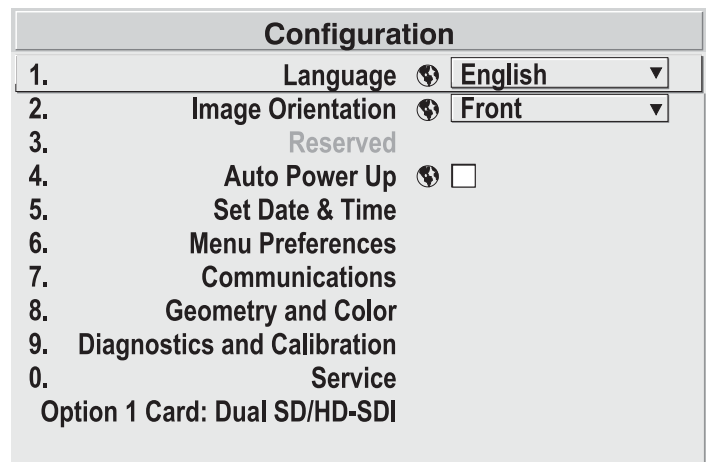 Configuration
1. Language English
2. Image Orientation Front
3. Reserved
4. Auto Power Up
5. Set Date & Time
6. Menu Preferences
7. Communications
8. Geometry and Color
9. Diagnostics and Calibration
0. Service
Option 1 Card: Dual SD/HD-SDI